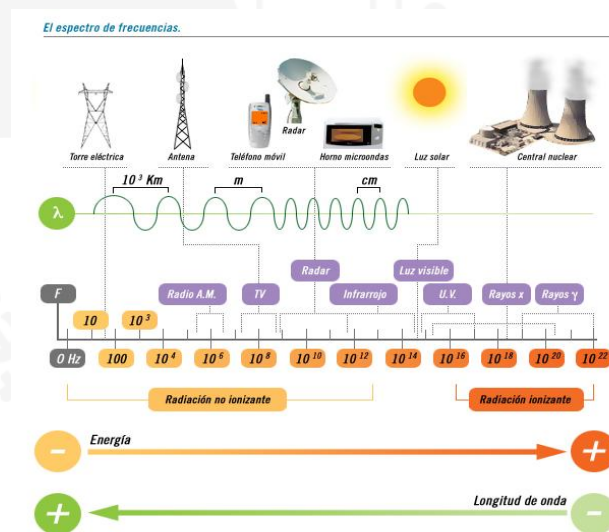 El espectro de frecuencias.
Radar
Torre eléctrica
Antena
Teléfono móvil
Horno microondas
Luz solar
Central nuclear
10 3 Km
m
cm
λ
Radar
Luz visible
F
Radio A.M.
TV
Infrarrojo
U.V.
Rayos x
Rayos γ
10
10 3
0 Hz
100
10 4
10 6
10 8
10 10
10 12
10 14
10 16
10 18
10 20
10 22
Radiación no ionizante
Radiación ionizante
Energía
-
+
Longitud de onda
+
-